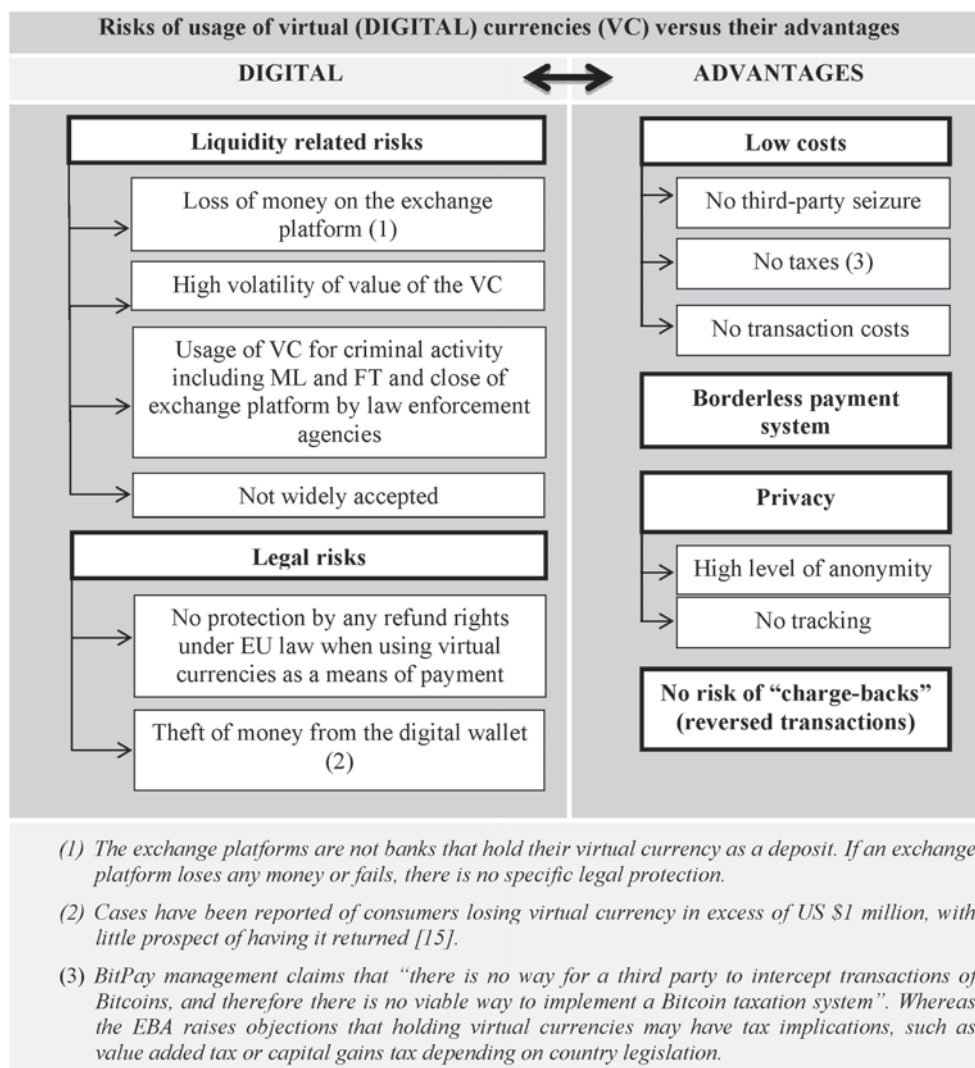 Risks of usage of virtual (DIGITAL) currencies (VC) versus their advantages
DIGITAL
ADVANTAGES
Liquidity related risks
Loss of money on the exchange
platform (1)
High volatility of value of the VC
Usage of VC for criminal activity
including ML and FT and close of
exchange platform by law enforcement
agencies
Not widely accepted
Legal risks
No protection by any refund rights
under EU law when using virtual
currencies as a means of payment
Theft of money from the digital wallet
(2)
Low costs
No third-party seizure
No taxes (3)
No transaction costs
Borderless payment
system
Privacy
High level of anonymity
No tracking
No risk of “charge-backs”
(reversed transactions)
(1) The exchange platforms are not banks that hold their virtual currency as a deposit. If an exchange
platform loses any money or fails, there is no specific legal protection.
(2) Cases have been reported of consumers losing virtual currency in excess of US $1 million, with
little prospect of having it returned [15].
(3) BitPay management claims that “there is no way for a third party to intercept transactions of
Bitcoins, and therefore there is no viable way to implement a Bitcoin taxation system”. Whereas
the EBA raises objections that holding virtual currencies may have tax implications, such as
value added tax or capital gains tax depending on country legislation.